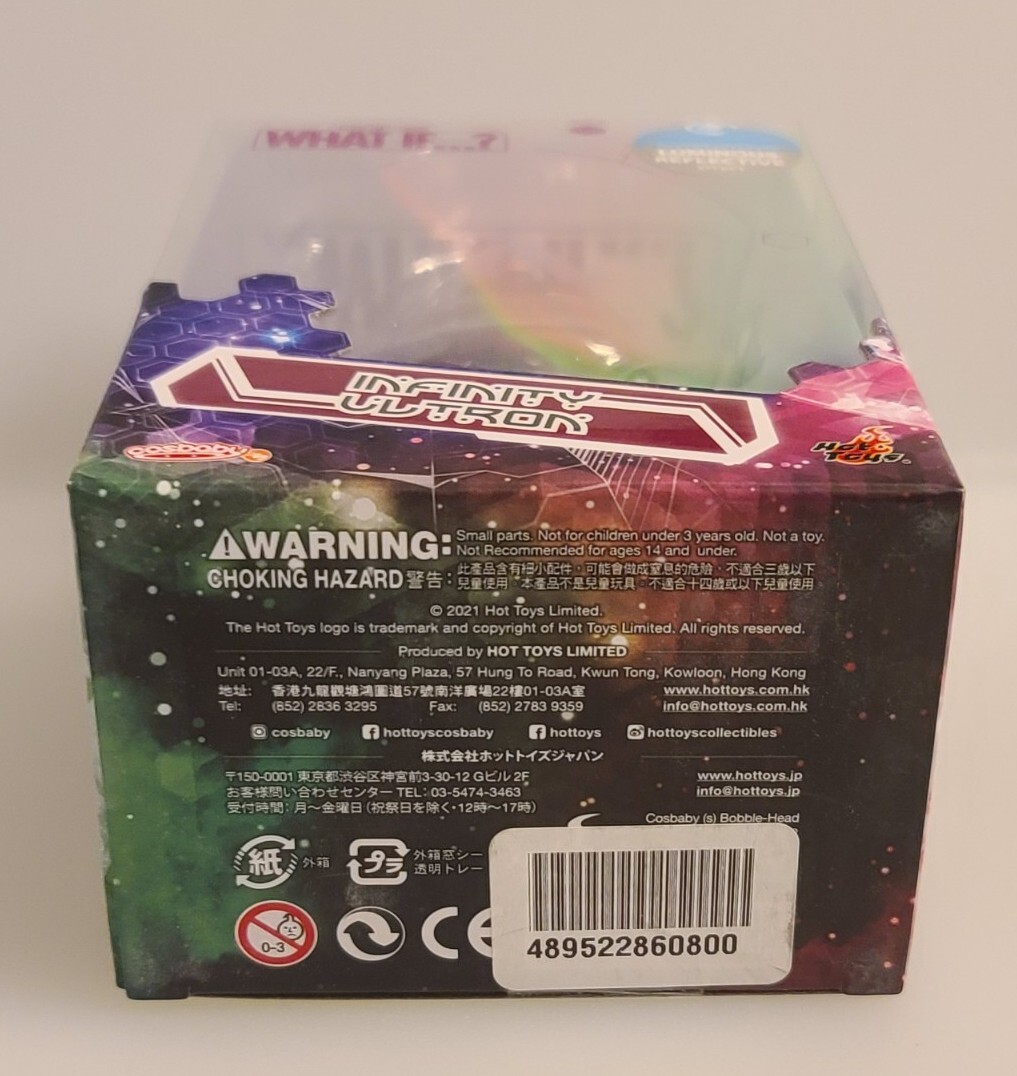 WHAT IF...?
LUMINOUS
REFLECTIVE
INFINITY
ULTRON
cosbaby
Hot
Toys
WARNING: Small parts. Not for children under 3 years old. Not a toy.
Not Recommended for ages 14 and under.
CHOKING HAZARD 警告: 此產品含有細小配件，可能會做成窒息的危險，不適合三歲以下
兒童使用。本產品不是兒童玩具，不適合十四歲或以下兒童使用
© 2021 Hot Toys Limited.
The Hot Toys logo is trademark and copyright of Hot Toys Limited. All rights reserved.
Produced by HOT TOYS LIMITED
Unit 01-03A, 22/F., Nanyang Plaza, 57 Hung To Road, Kwun Tong, Kowloon, Hong Kong
地址: 香港九龍觀塘鴻圖道57號南洋廣場22樓01-03A室 www.hottoys.com.hk
Tel: (852) 2836 3295 Fax: (852) 2783 9359 info@hottoys.com.hk
cosbaby hottoyscosbaby hottoys hottoyscollectibles
株式会社ホットトイズジャパン
〒150-0001 東京都渋谷区神宮前3-30-12 Gビル 2F www.hottoys.jp
お客様問い合わせセンター TEL: 03-5474-3463 info@hottoys.jp
受付時間: 月～金曜日 (祝祭日を除く・12時～17時)
Cosbaby (s) Bobble-Head
紙 外箱 プラ 外箱窓シー
透明トレー
0-3 CE
489522860800